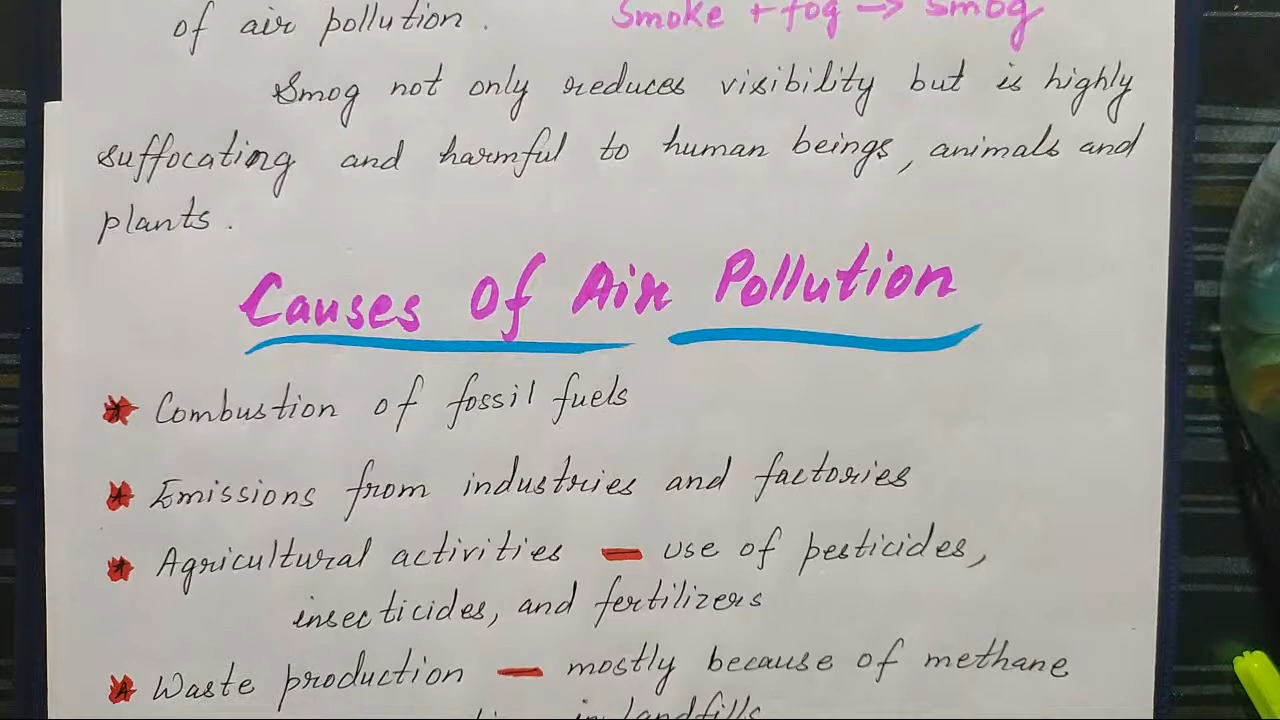 of air pollution. Smoke + fog → Smog
Smog not only reduces visibility but is highly
suffocating and harmful to human beings, animals and
plants.
Causes Of Air Pollution
Combustion of fossil fuels
Emissions from industries and factories
Agricultural activities — use of pesticides,
insecticides, and fertilizers
Waste production — mostly because of methane
in landfills